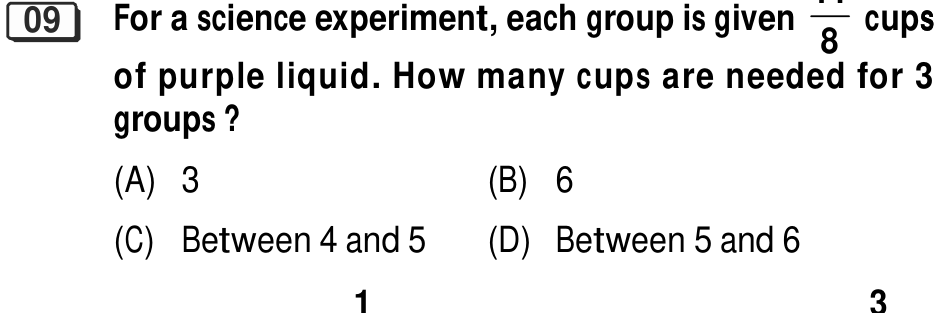 09 For a science experiment, each group is given /8 cups
of purple liquid. How many cups are needed for 3
groups ?
(A) 3 (B) 6
(C) Between 4 and 5 (D) Between 5 and 6
1 3